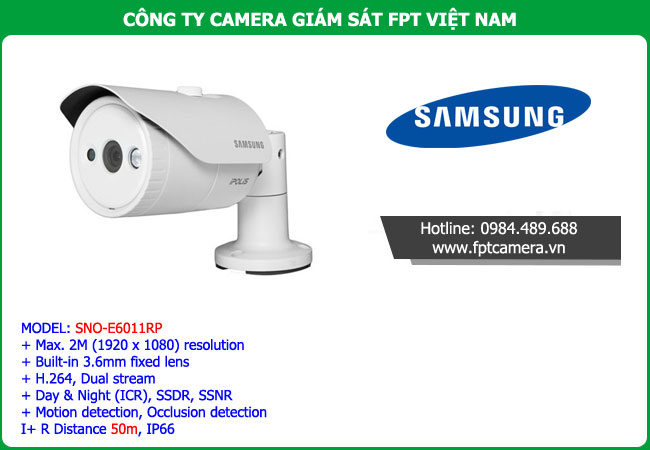 CÔNG TY CAMERA GIÁM SÁT FPT VIỆT NAM
SAMSUNG
SAMSUNG
iPOLiS
Hotline: 0984.489.688
www.fptcamera.vn
MODEL: SNO-E6011RP
+ Max. 2M (1920 x 1080) resolution
+ Built-in 3.6mm fixed lens
+ H.264, Dual stream
+ Day & Night (ICR), SSDR, SSNR
+ Motion detection, Occlusion detection
I+ R Distance 50m, IP66